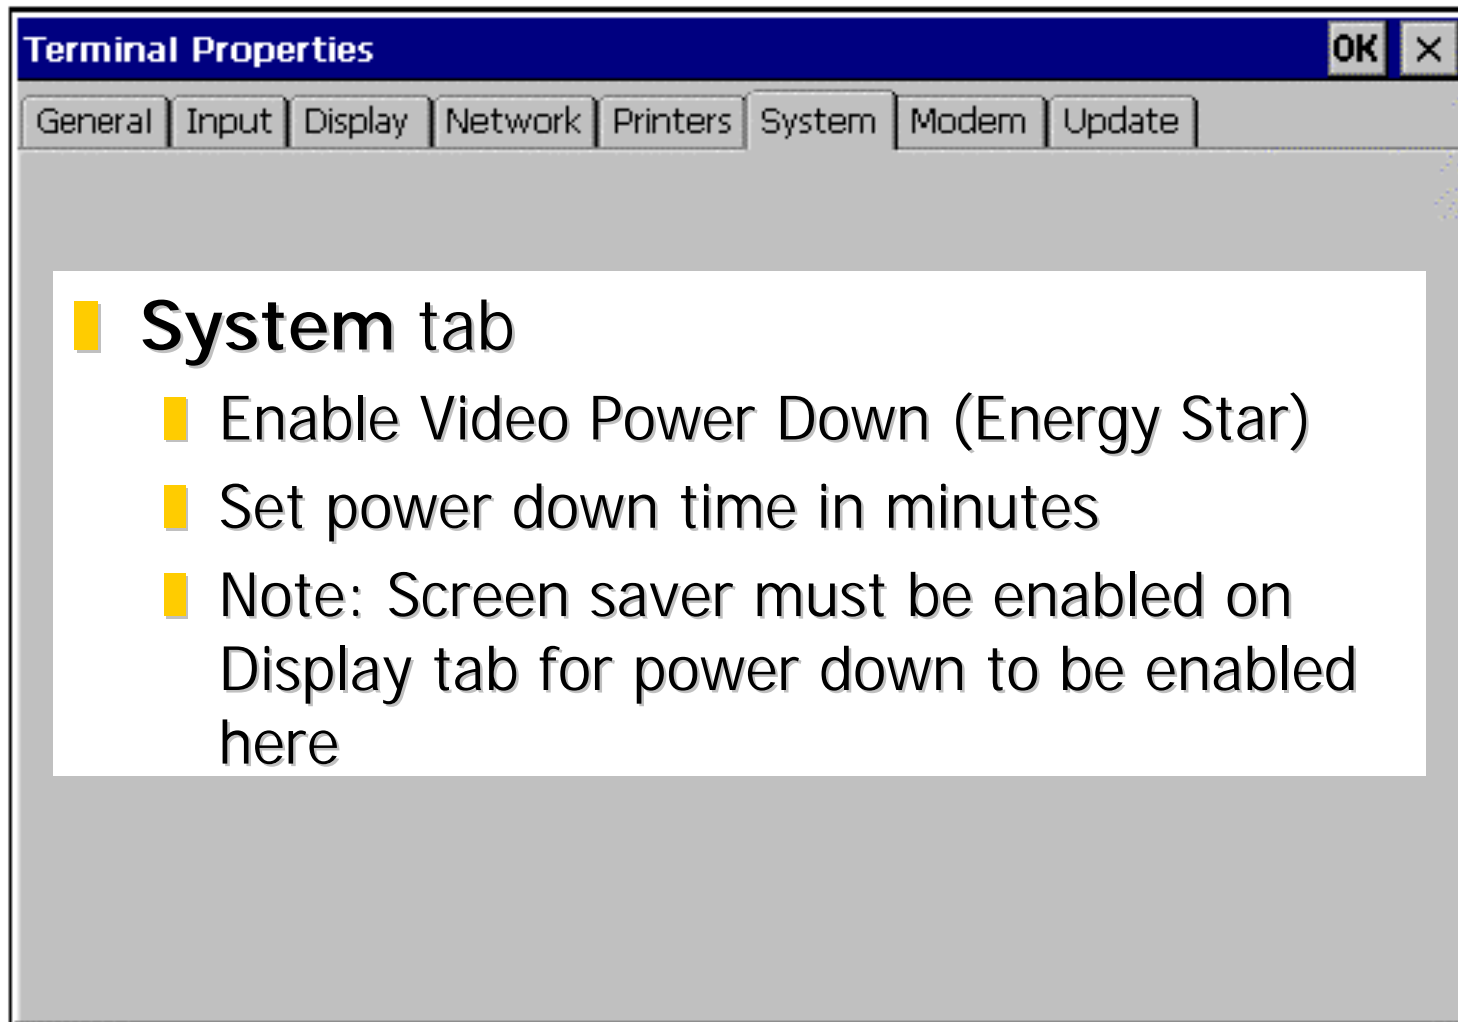 Terminal Properties OK ×
General Input Display Network Printers System Modem Update
System tab
Enable Video Power Down (Energy Star)
Set power down time in minutes
Note: Screen saver must be enabled on
Display tab for power down to be enabled
here